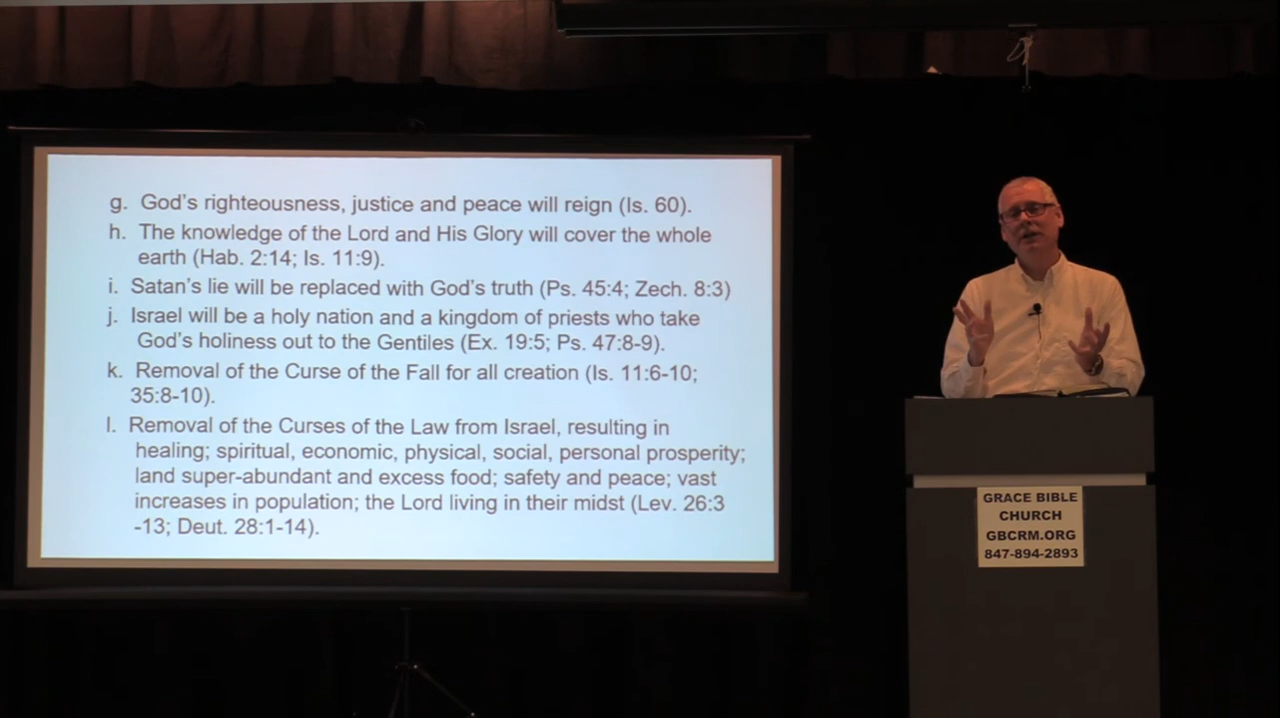 g. God's righteousness, justice and peace will reign (Is. 60).
h. The knowledge of the Lord and His Glory will cover the whole
earth (Hab. 2:14; Is. 11:9).
i. Satan's lie will be replaced with God's truth (Ps. 45:4; Zech. 8:3)
j. Israel will be a holy nation and a kingdom of priests who take
God's holiness out to the Gentiles (Ex. 19:5; Ps. 47:8-9).
k. Removal of the Curse of the Fall for all creation (Is. 11:6-10;
35:8-10).
l. Removal of the Curses of the Law from Israel, resulting in
healing; spiritual, economic, physical, social, personal prosperity;
land super-abundant and excess food; safety and peace; vast
increases in population; the Lord living in their midst (Lev. 26:3
-13; Deut. 28:1-14).
GRACE BIBLE
CHURCH
GBCRM.ORG
847-894-2893